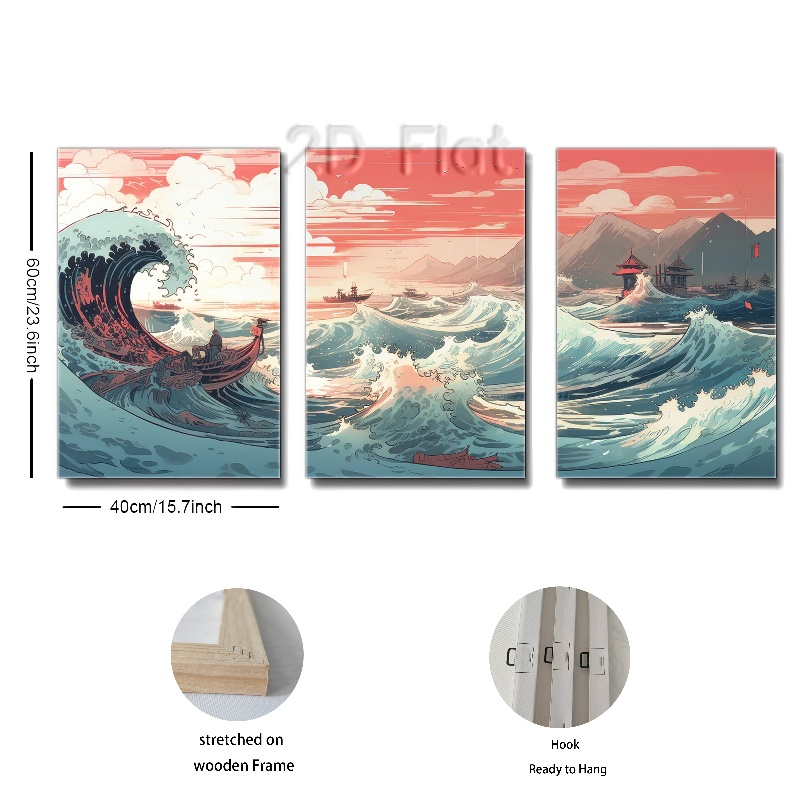 2D Flat
60cm/23.6inch
40cm/15.7inch
stretched on
wooden Frame
Hook
Ready to Hang